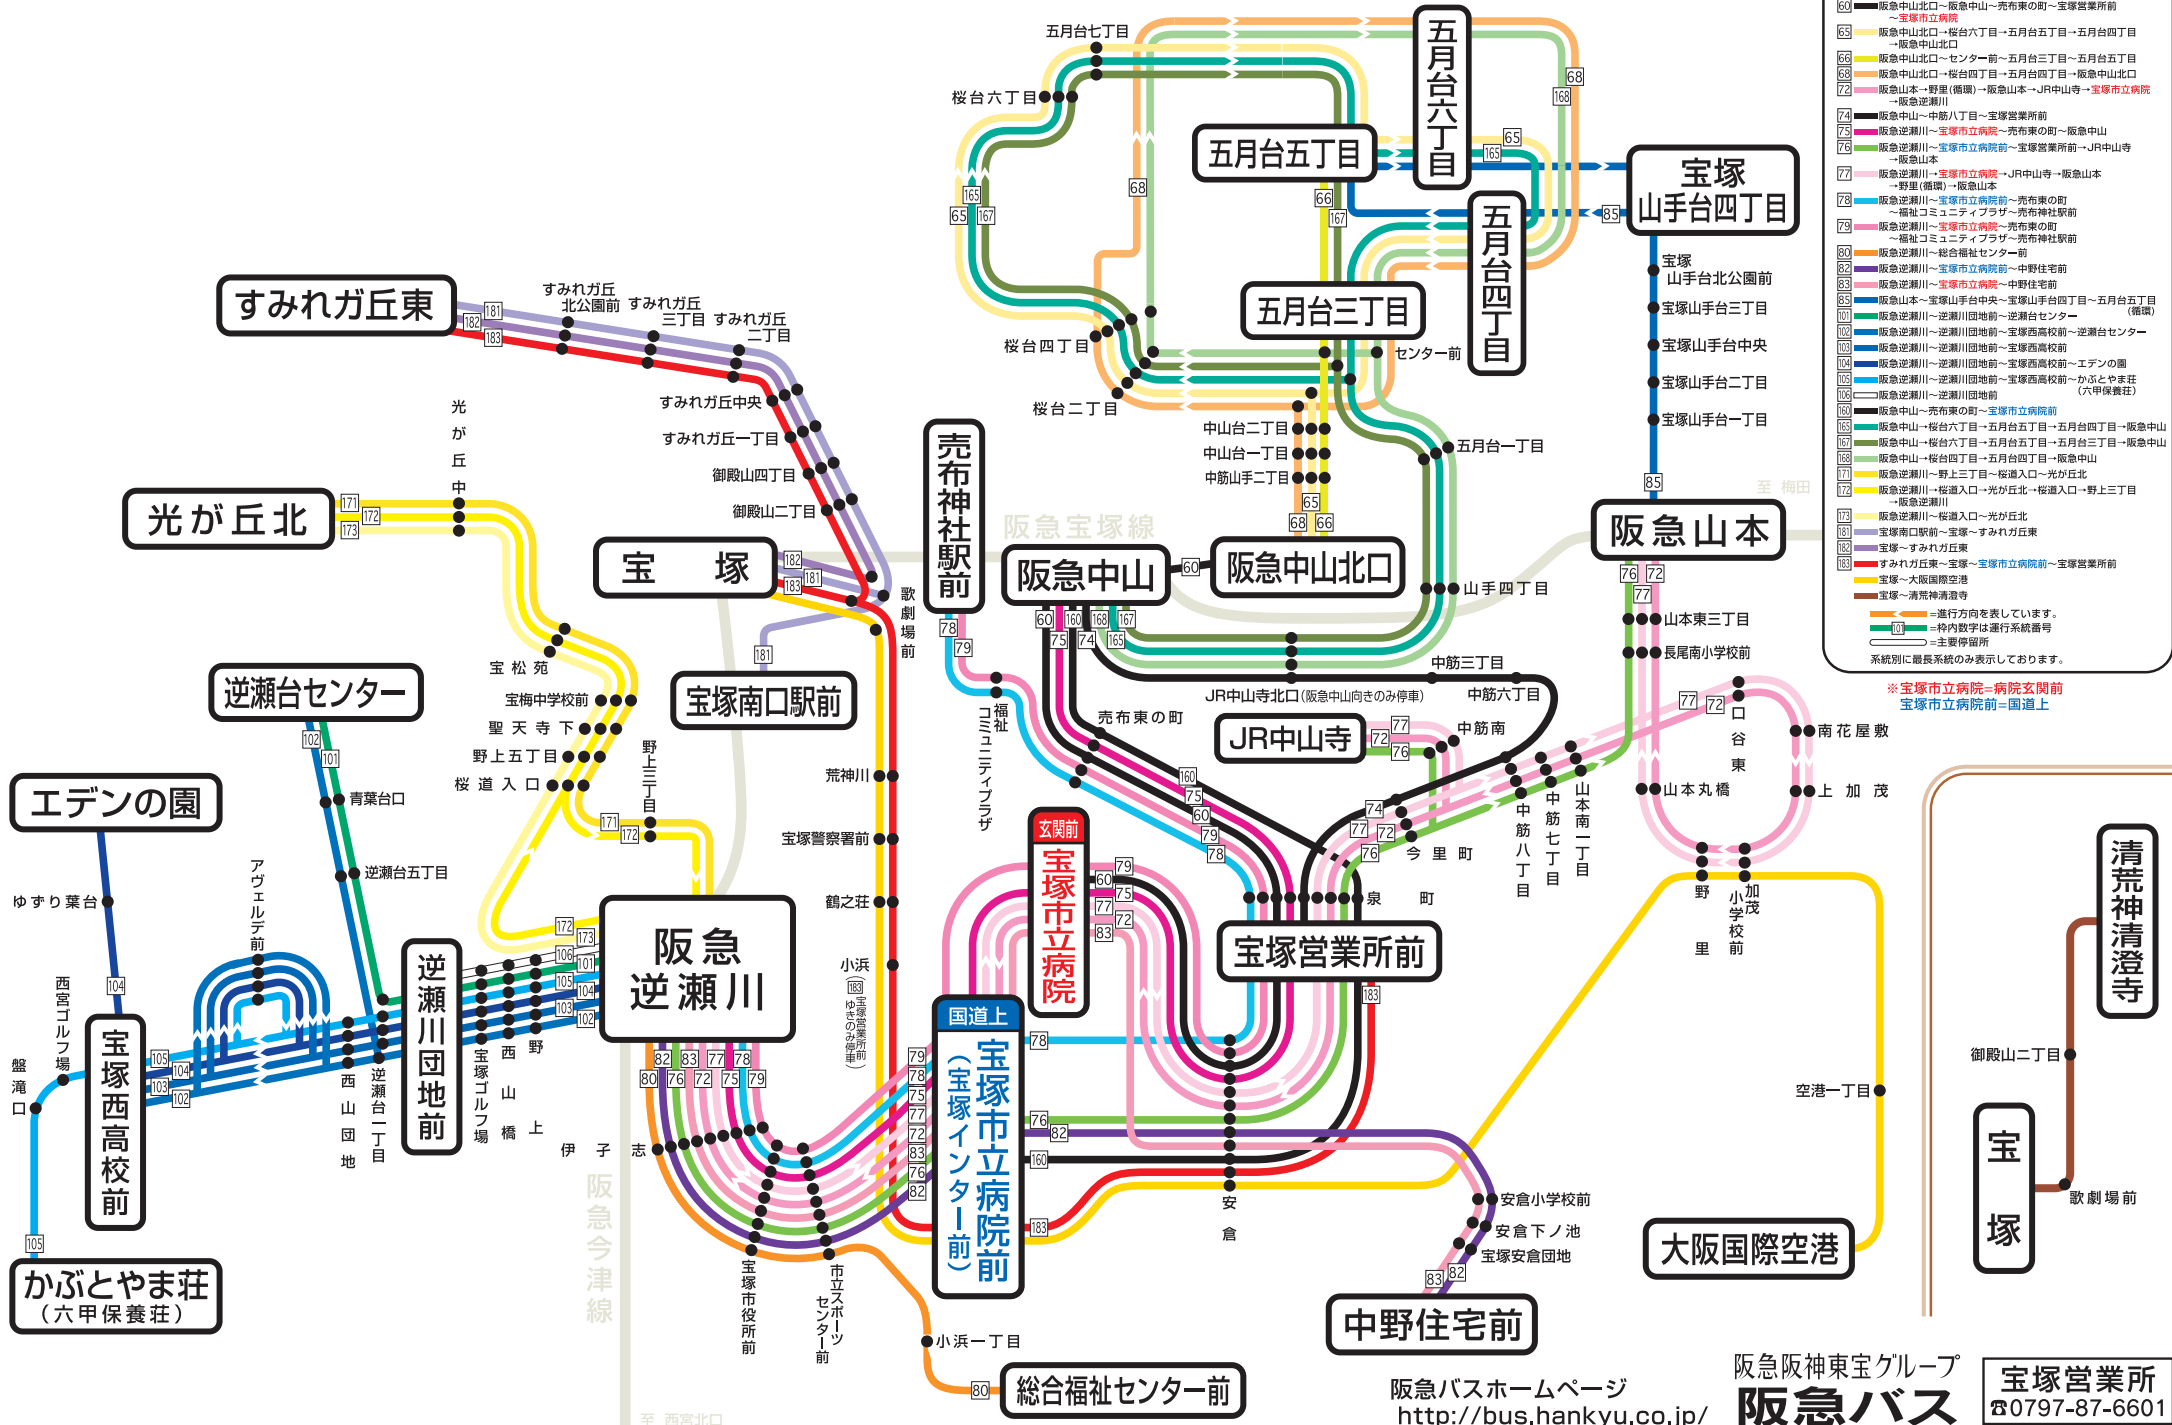 60 阪急中山北口～阪急中山～売布東の町～宝塚営業所前
～宝塚市立病院
65 阪急中山北口→桜台六丁目→五月台五丁目→五月台四丁目
→阪急中山北口
66 阪急中山北口～センター前～五月台三丁目～五月台五丁目
68 阪急中山北口→桜台四丁目→五月台四丁目→阪急中山北口
72 阪急山本→野里(循環)→阪急山本→JR中山寺→宝塚市立病院
→阪急逆瀬川
74 阪急中山～中筋八丁目～宝塚営業所前
75 阪急逆瀬川～宝塚市立病院～売布東の町～阪急中山
76 阪急逆瀬川～宝塚市立病院前～宝塚営業所前→JR中山寺
→阪急山本
77 阪急逆瀬川→宝塚市立病院→JR中山寺→阪急山本
→野里(循環)→阪急山本
78 阪急逆瀬川～宝塚市立病院前～売布東の町
～福祉コミュニティプラザ～売布神社駅前
79 阪急逆瀬川～宝塚市立病院～売布東の町
～福祉コミュニティプラザ～売布神社駅前
80 阪急逆瀬川～総合福祉センター前
82 阪急逆瀬川～宝塚市立病院前～中野住宅前
83 阪急逆瀬川～宝塚市立病院～中野住宅前
85 阪急山本～宝塚山手台中央～宝塚山手台四丁目～五月台五丁目
(循環)
101 阪急逆瀬川～逆瀬川団地前～逆瀬台センター
102 阪急逆瀬川～逆瀬川団地前～宝塚西高校前～逆瀬台センター
103 阪急逆瀬川～逆瀬川団地前～宝塚西高校前
104 阪急逆瀬川～逆瀬川団地前～宝塚西高校前～エデンの園
105 阪急逆瀬川～逆瀬川団地前～宝塚西高校前～かぶとやま荘
(六甲保養荘)
106 阪急逆瀬川～逆瀬川団地前
160 阪急中山～売布東の町～宝塚市立病院前
165 阪急中山→桜台六丁目→五月台五丁目→五月台四丁目→阪急中山
167 阪急中山→桜台六丁目→五月台五丁目→五月台三丁目→阪急中山
168 阪急中山→桜台四丁目→五月台四丁目→阪急中山
171 阪急逆瀬川～野上三丁目～桜道入口～光が丘北
172 阪急逆瀬川→桜道入口→光が丘北→桜道入口→野上三丁目
→阪急逆瀬川
173 阪急逆瀬川～桜道入口～光が丘北
181 宝塚南口駅前～宝塚～すみれガ丘東
182 宝塚～すみれガ丘東
183 すみれガ丘東～宝塚～宝塚市立病院前～宝塚営業所前
宝塚～大阪国際空港
宝塚～清荒神清澄寺
=進行方向を表しています。
101 =枠内数字は運行系統番号
=主要停留所
系統別に最長系統のみ表示しております。
※宝塚市立病院=病院玄関前
宝塚市立病院前=国道上
五月台七丁目
桜台六丁目
五月台六丁目
五月台五丁目
五月台四丁目
五月台三丁目
宝塚
山手台四丁目
宝塚
山手台北公園前
宝塚山手台三丁目
宝塚山手台中央
宝塚山手台二丁目
宝塚山手台一丁目
桜台四丁目
桜台二丁目
センター前
中山台二丁目
中山台一丁目
中筋山手二丁目
五月台一丁目
山手四丁目
至 梅田
阪急宝塚線
すみれガ丘東
すみれガ丘
北公園前
すみれガ丘
三丁目
すみれガ丘
二丁目
すみれガ丘中央
すみれガ丘一丁目
御殿山四丁目
御殿山二丁目
光が丘中
光が丘北
宝塚
売布神社駅前
阪急中山
阪急中山北口
阪急山本
歌劇場前
宝塚南口駅前
宝松苑
宝梅中学校前
聖天寺下
野上五丁目
桜道入口
野上三丁目
逆瀬台センター
青葉台口
逆瀬台五丁目
エデンの園
ゆずり葉台
アヴェルデ前
西宮ゴルフ場
盤滝口
宝塚西高校前
かぶとやま荘
(六甲保養荘)
西山団地
逆瀬台一丁目
逆瀬川団地前
宝塚ゴルフ場
西山橋
野上
阪急
逆瀬川
荒神川
宝塚警察署前
鶴之荘
小浜
(183宝塚営業所前ゆきのみ停車)
福祉コミュニティプラザ
売布東の町
JR中山寺北口(阪急中山向きのみ停車)
中筋三丁目
中筋六丁目
JR中山寺
中筋南
山本東三丁目
長尾南小学校前
口谷東
南花屋敷
上加茂
山本丸橋
今里町
中筋八丁目
中筋七丁目
山本南一丁目
野里
加茂小学校前
泉町
宝塚営業所前
玄関前
宝塚市立病院
国道上
宝塚市立病院前
(宝塚インター前)
安倉
伊孑志
宝塚市役所前
市立スポーツセンター前
小浜一丁目
総合福祉センター前
阪急今津線
至 西宮北口
安倉小学校前
安倉下ノ池
宝塚安倉団地
中野住宅前
空港一丁目
大阪国際空港
清荒神清澄寺
御殿山二丁目
歌劇場前
宝塚
阪急バスホームページ
http://bus.hankyu.co.jp/
阪急阪神東宝グループ
阪急バス
宝塚営業所
☎0797-87-6601